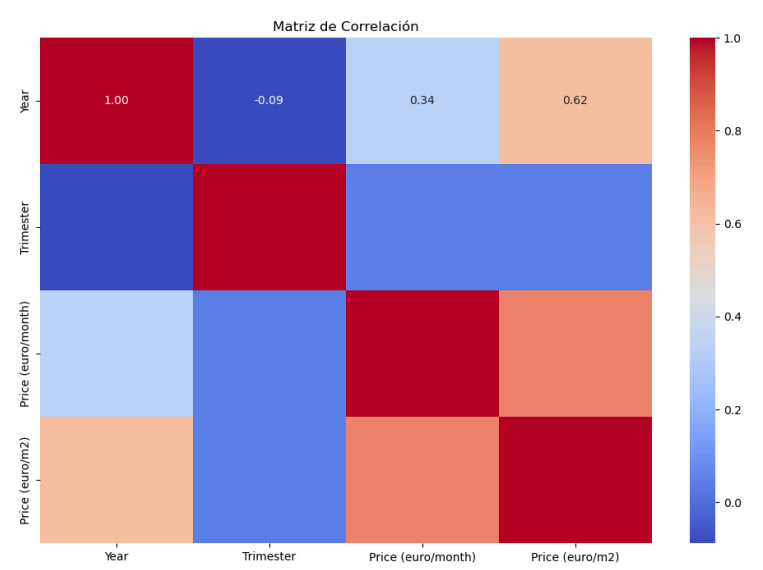 Matriz de Correlación
Year
1.00
-0.09
0.34
0.62
Trimester
Price (euro/month)
Price (euro/m2)
Year
Trimester
Price (euro/month)
Price (euro/m2)
1.0
0.8
0.6
0.4
0.2
0.0